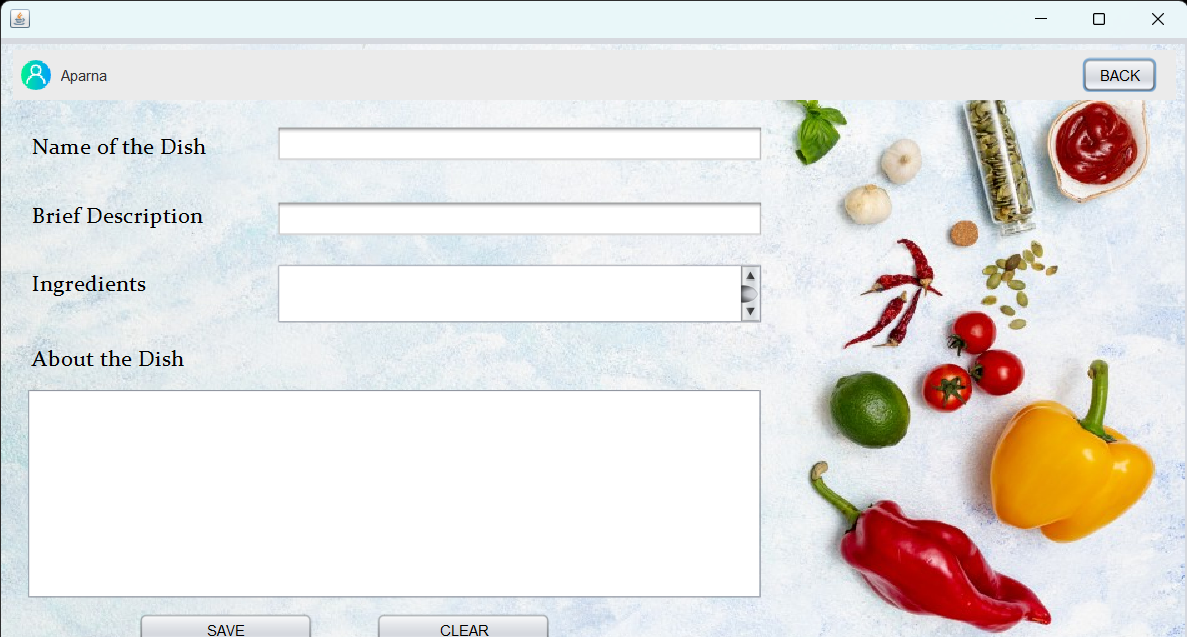 Aparna
BACK
Name of the Dish
Brief Description
Ingredients
About the Dish
SAVE
CLEAR